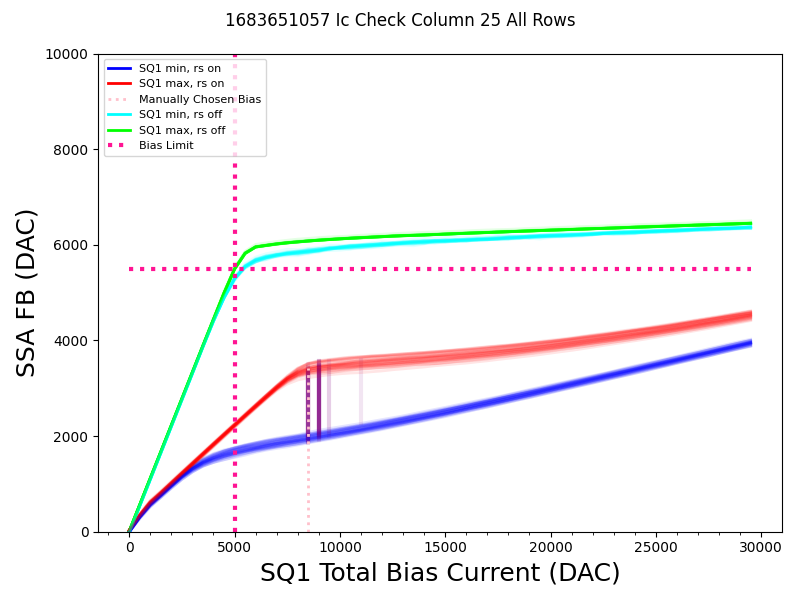 1683651057 Ic Check Column 25 All Rows
10000
8000
6000
4000
2000
0
SSA FB (DAC)
SQ1 min, rs on
SQ1 max, rs on
Manually Chosen Bias
SQ1 min, rs off
SQ1 max, rs off
Bias Limit
0 5000 10000 15000 20000 25000 30000
SQ1 Total Bias Current (DAC)